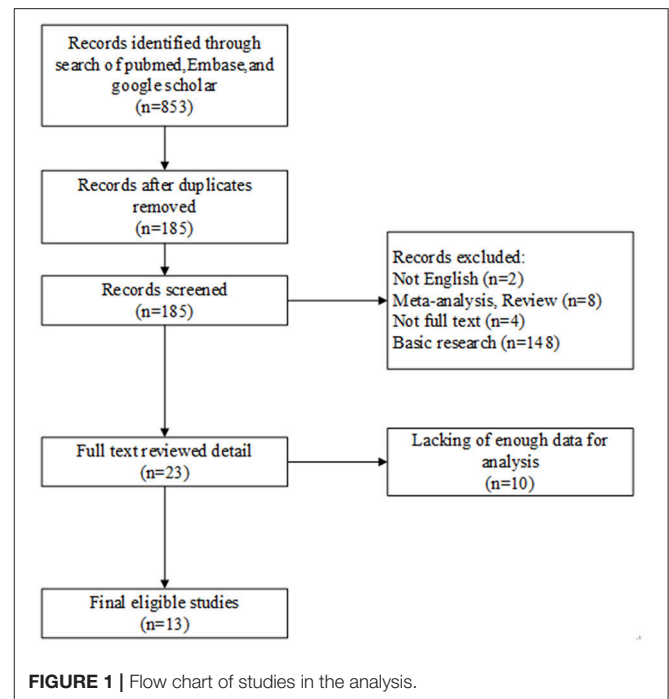 Records identified through
search of pubmed,Embase,and
google scholar
(n=853)
Records after duplicates
removed
(n=185)
Records screened
(n=185)
Records excluded:
Not English (n=2)
Meta-analysis, Review (n=8)
Not full text (n=4)
Basic research (n=148)
Full text reviewed detail
(n=23)
Lacking of enough data for
analysis
(n=10)
Final eligible studies
(n=13)
FIGURE 1 | Flow chart of studies in the analysis.